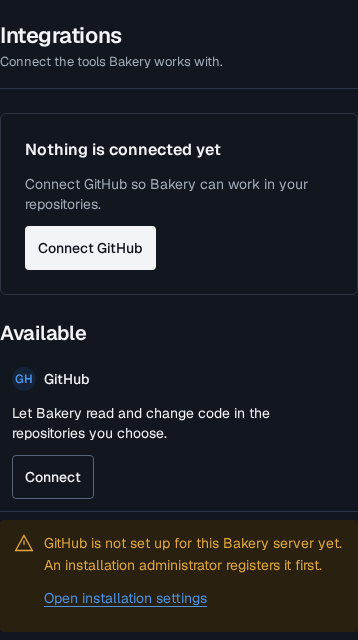 Integrations
Connect the tools Bakery works with.
Nothing is connected yet
Connect GitHub so Bakery can work in your
repositories.
Connect GitHub
Available
GH GitHub
Let Bakery read and change code in the
repositories you choose.
Connect
GitHub is not set up for this Bakery server yet.
An installation administrator registers it first.
Open installation settings